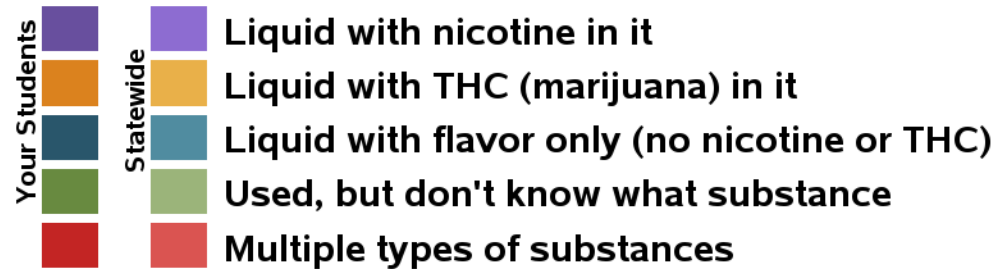 Your Students
Statewide
Liquid with nicotine in it
Liquid with THC (marijuana) in it
Liquid with flavor only (no nicotine or THC)
Used, but don't know what substance
Multiple types of substances